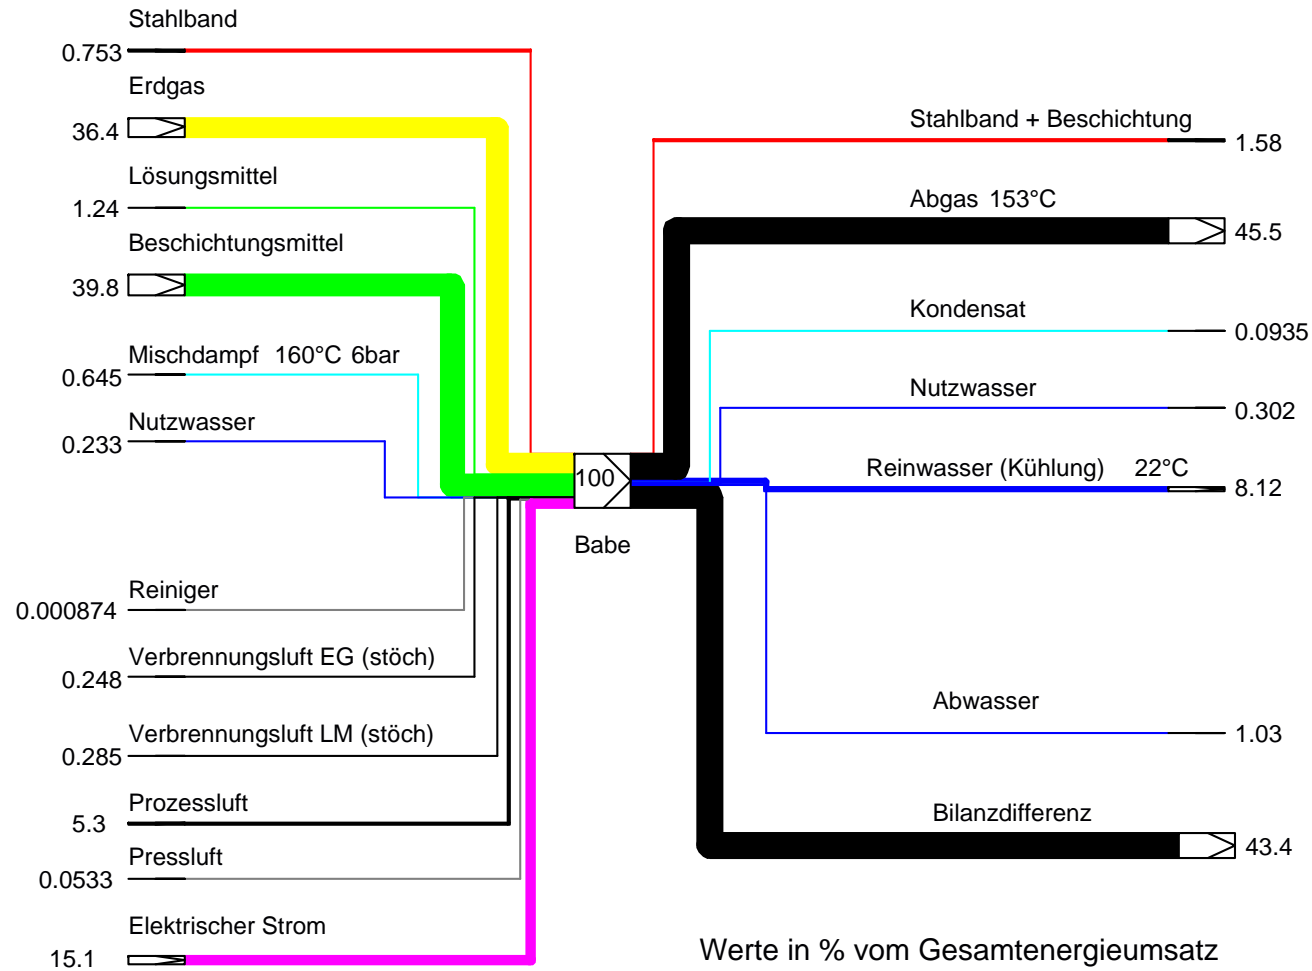 Stahlband
0.753
Erdgas
36.4
Lösungsmittel
1.24
Beschichtungsmittel
39.8
Mischdampf 160°C 6bar
0.645
Nutzwasser
0.233
Reiniger
0.000874
Verbrennungsluft EG (stöch)
0.248
Verbrennungsluft LM (stöch)
0.285
Prozessluft
5.3
Pressluft
0.0533
Elektrischer Strom
15.1
100
Babe
Stahlband + Beschichtung
1.58
Abgas 153°C
45.5
Kondensat
0.0935
Nutzwasser
0.302
Reinwasser (Kühlung) 22°C
8.12
Abwasser
1.03
Bilanzdifferenz
43.4
Werte in % vom Gesamtenergieumsatz